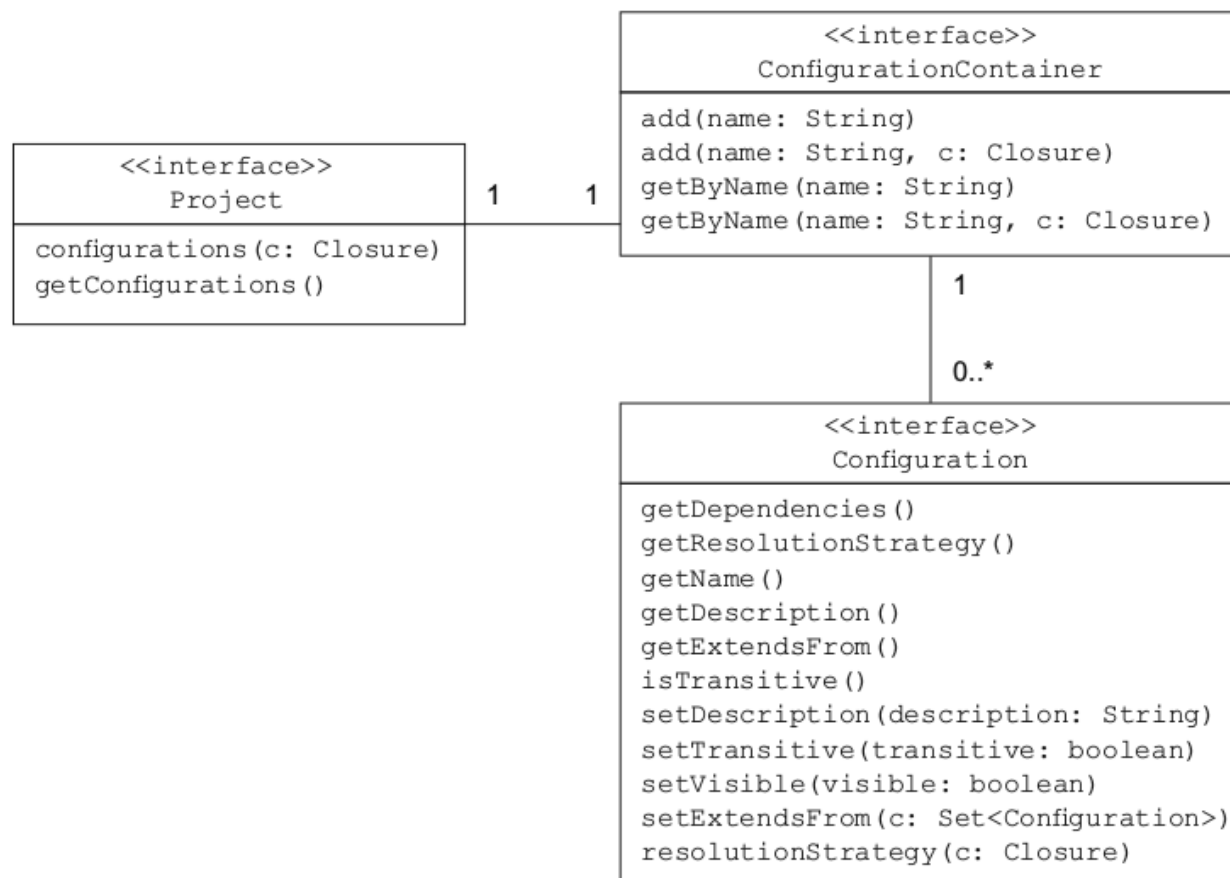 <<interface>>
ConfigurationContainer
add(name: String)
add(name: String, c: Closure)
getByName(name: String)
getByName(name: String, c: Closure)
<<interface>>
Project
configurations(c: Closure)
getConfigurations()
1
1
1
0..*
<<interface>>
Configuration
getDependencies()
getResolutionStrategy()
getName()
getDescription()
getExtendsFrom()
isTransitive()
setDescription(description: String)
setTransitive(transitive: boolean)
setVisible(visible: boolean)
setExtendsFrom(c: Set<Configuration>)
resolutionStrategy(c: Closure)